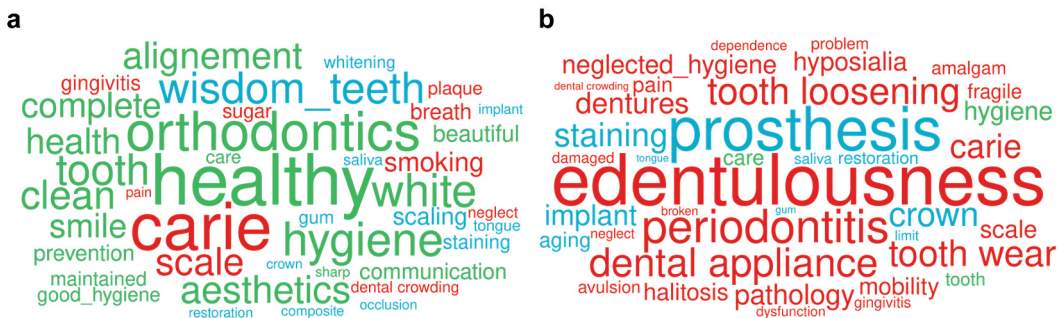 a
alignement
whitening
gingivitis
wisdom_teeth
plaque
complete
sugar
breath
implant
health
orthodontics
beautiful
tooth
care
saliva
smoking
clean
pain
healthy
white
smile
carie
gum
scaling
neglect
tongue
prevention
hygiene
staining
scale
crown
sharp
communication
maintained
good_hygiene
aesthetics
dental crowding
restoration
composite
occlusion
b
dependence
problem
neglected_hygiene
hyposialia
amalgam
dental crowding
pain
tooth loosening
fragile
dentures
hygiene
staining
prosthesis
carie
damaged
tongue
care
saliva
restoration
edentulousness
implant
broken
gum
crown
aging
neglect
periodontitis
limit
scale
dental appliance
tooth wear
avulsion
halitosis
pathology
mobility
tooth
gingivitis
dysfunction